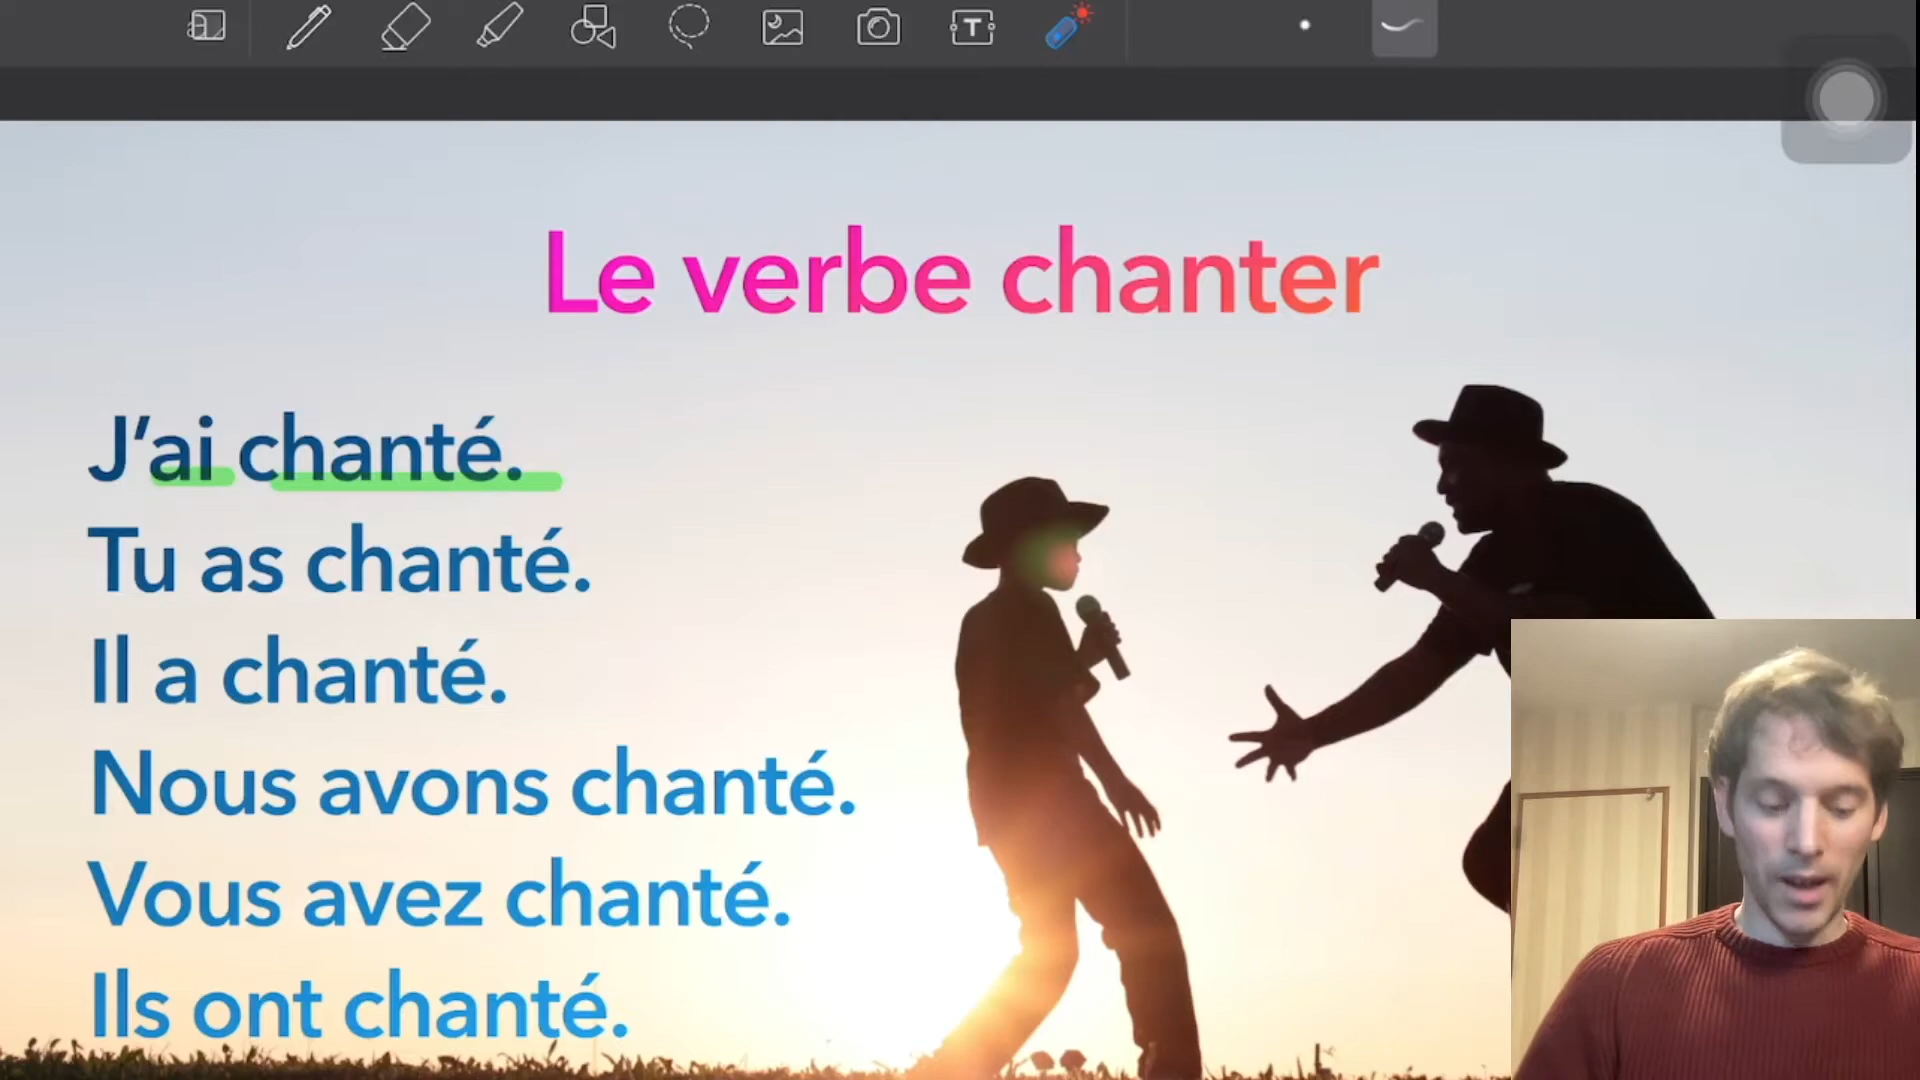 Le verbe chanter
J'ai chanté.
Tu as chanté.
Il a chanté.
Nous avons chanté.
Vous avez chanté.
Ils ont chanté.